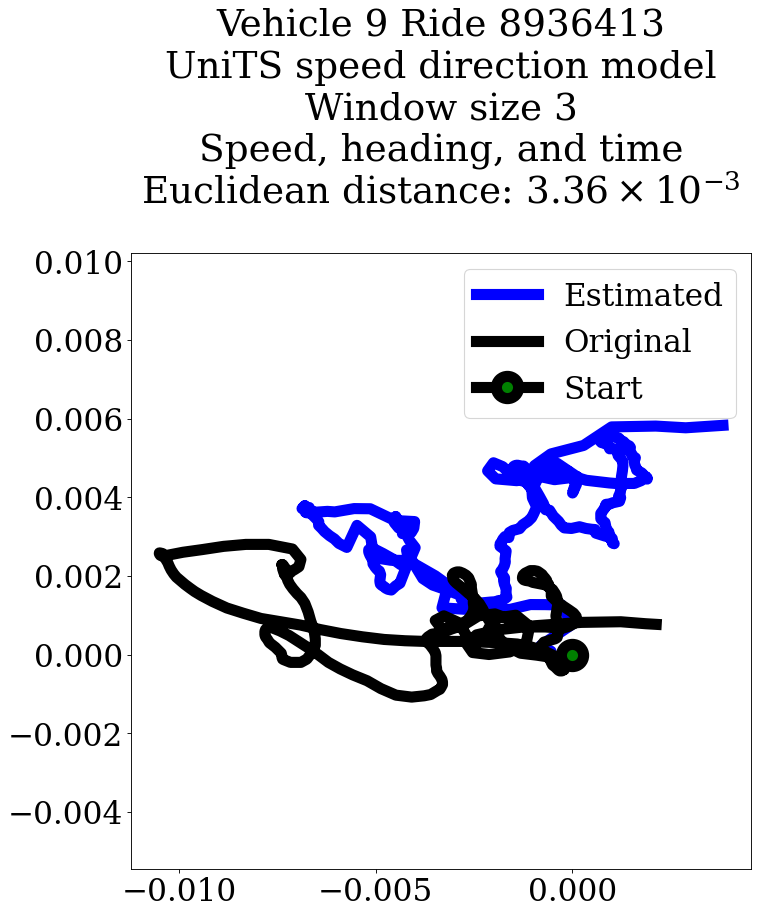 Vehicle 9 Ride 8936413
UniTS speed direction model
Window size 3
Speed, heading, and time
Euclidean distance: 3.36 × 10⁻³
Estimated
Original
Start
0.010
0.008
0.006
0.004
0.002
0.000
−0.002
−0.004
−0.010 −0.005 0.000